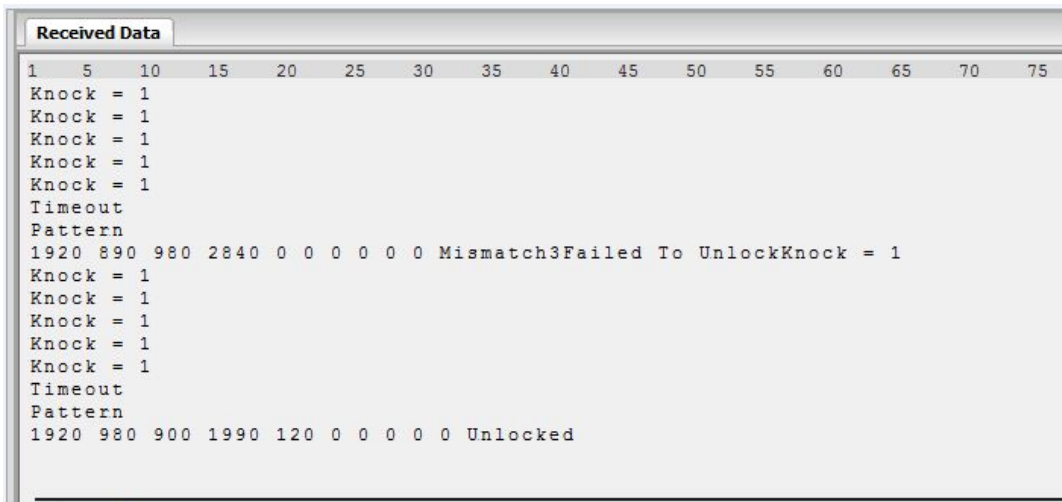 Received Data
1 5 10 15 20 25 30 35 40 45 50 55 60 65 70 75
Knock = 1
Knock = 1
Knock = 1
Knock = 1
Knock = 1
Timeout
Pattern
1920 890 980 2840 0 0 0 0 0 Mismatch3Failed To UnlockKnock = 1
Knock = 1
Knock = 1
Knock = 1
Knock = 1
Knock = 1
Timeout
Pattern
1920 980 900 1990 120 0 0 0 0 Unlocked